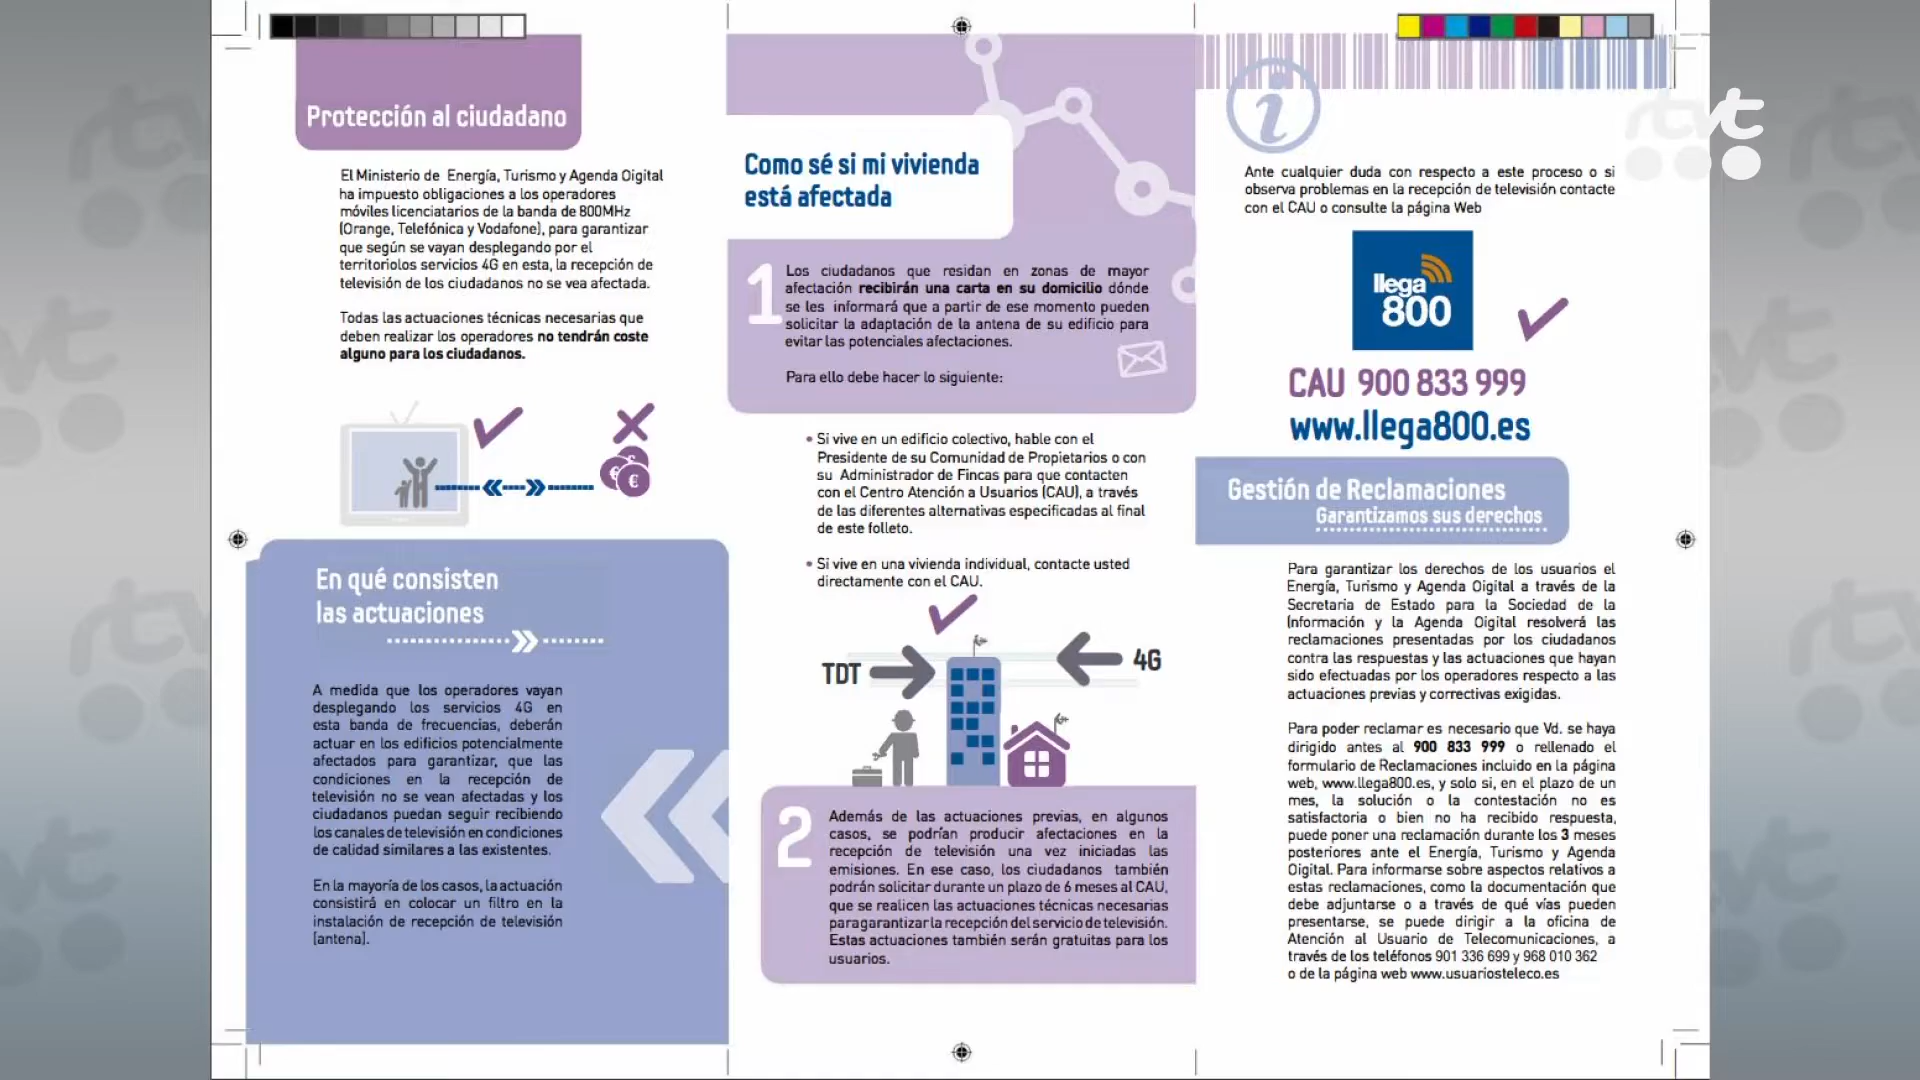 Protección al ciudadano
El Ministerio de Energía, Turismo y Agenda Oigital
ha impuesto obligaciones a los operadores
móviles licenciatarios de la banda de 800MHz
(Orange, Telefónica y Vodafone), para garantizar
que según se vayan desplegando por el
territoriolos servicios 4G en esta, la recepción de
televisión de los ciudadanos no se vea afectada.
Todas las actuaciones técnicas necesarias que
deben realizar los operadores no tendrán coste
alguno para los ciudadanos.
En qué consisten
las actuaciones
A medida que los operadores vayan
desplegando los servicios 4G en
esta banda de frecuencias, deberán
actuar en los edificios potencialmente
afectados para garantizar, que las
condiciones en la recepción de
televisión no se vean afectadas y los
ciudadanos puedan seguir recibiendo
los canales de televisión en condiciones
de calidad similares a las existentes.
En la mayoría de los casos, la actuación
consistirá en colocar un filtro en la
instalación de recepción de televisión
(antena).
Como sé si mi vivienda
está afectada
1
Los ciudadanos que residan en zonas de mayor
afectación recibirán una carta en su domicilio dónde
se les informará que a partir de ese momento pueden
solicitar la adaptación de la antena de su edificio para
evitar las potenciales afectaciones.
Para ello debe hacer lo siguiente:
• Si vive en un edificio colectivo, hable con el
Presidente de su Comunidad de Propietarios o con
su Administrador de Fincas para que contacten
con el Centro Atención a Usuarios (CAU), a través
de las diferentes alternativas especificadas al final
de este folleto.
• Si vive en una vivienda individual, contacte usted
directamente con el CAU.
TDT
4G
2
Además de las actuaciones previas, en algunos
casos, se podrían producir afectaciones en la
recepción de televisión una vez iniciadas las
emisiones. En ese caso, los ciudadanos también
podrán solicitar durante un plazo de 6 meses al CAU,
que se realicen las actuaciones técnicas necesarias
para garantizar la recepción del servicio de televisión.
Estas actuaciones también serán gratuitas para los
usuarios.
i
rtvt
Ante cualquier duda con respecto a este proceso o si
observa problemas en la recepción de televisión contacte
con el CAU o consulte la página Web
llega
800
CAU 900 833 999
www.llega800.es
Gestión de Reclamaciones
Garantizamos sus derechos
Para garantizar los derechos de los usuarios el
Energía, Turismo y Agenda Oigital a través de la
Secretaria de Estado para la Sociedad de la
Información y la Agenda Oigital resolverá las
reclamaciones presentadas por los ciudadanos
contra las respuestas y las actuaciones que hayan
sido efectuadas por los operadores respecto a las
actuaciones previas y correctivas exigidas.
Para poder reclamar es necesario que Vd. se haya
dirigido antes al 900 833 999 o rellenado el
formulario de Reclamaciones incluido en la página
web, www.llega800.es, y solo si, en el plazo de un
mes, la solución o la contestación no es
satisfactoria o bien no ha recibido respuesta,
puede poner una reclamación durante los 3 meses
posteriores ante el Energía, Turismo y Agenda
Oigital. Para informarse sobre aspectos relativos a
estas reclamaciones, como la documentación que
debe adjuntarse o a través de qué vías pueden
presentarse, se puede dirigir a la oficina de
Atención al Usuario de Telecomunicaciones, a
través de los teléfonos 901 336 699 y 968 010 362
o de la página web www.usuariosteleco.es